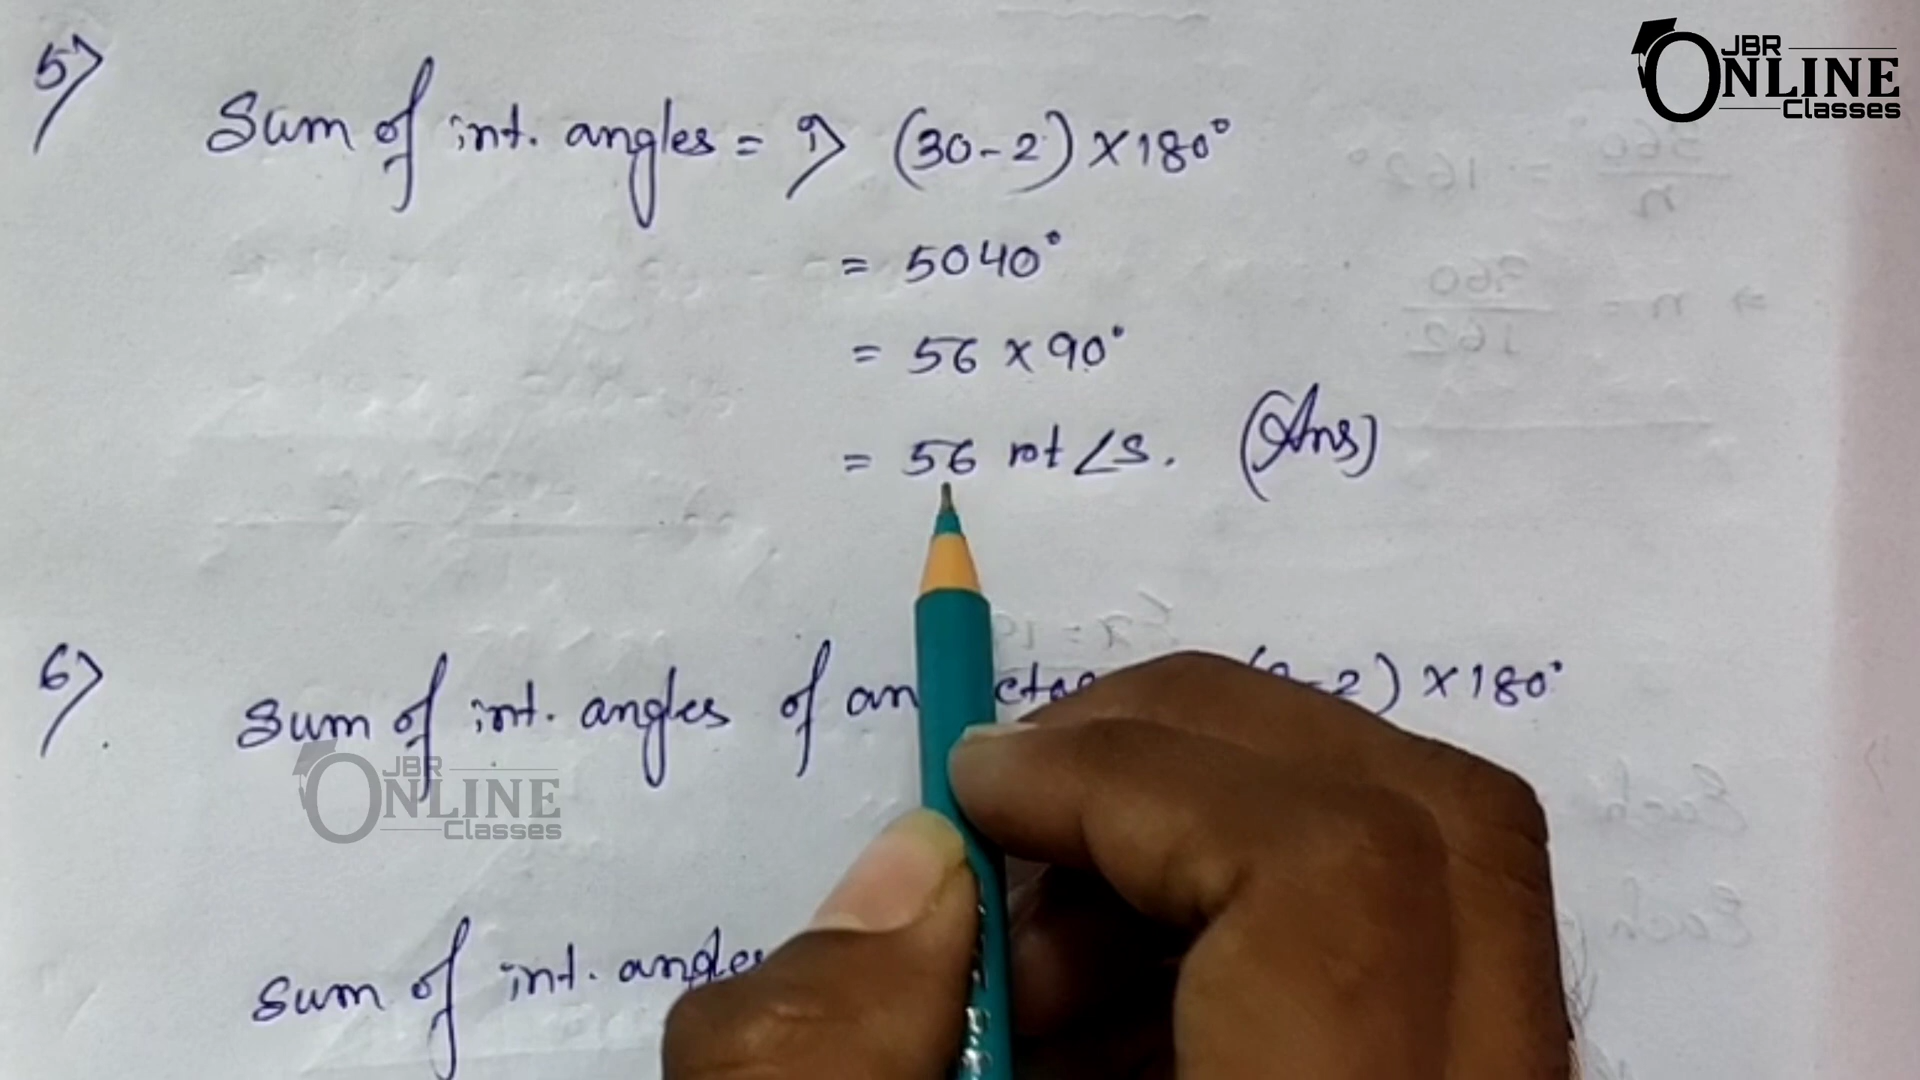 JBR
ONLINE
Classes
5)
Sum of int. angles = i) (30-2) × 180°
= 5040°
= 56 × 90°
= 56 rt ∠s. (Ans)
6)
Sum of int. angles of an -2) × 180°
JBR
ONLINE
Classes
Sum of int. angles